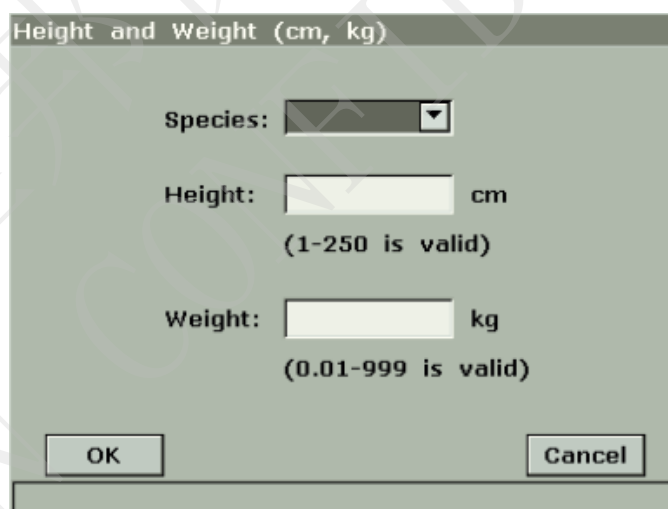 Height and Weight (cm, kg)
Species:
Height: cm
(1-250 is valid)
Weight: kg
(0.01-999 is valid)
OK Cancel